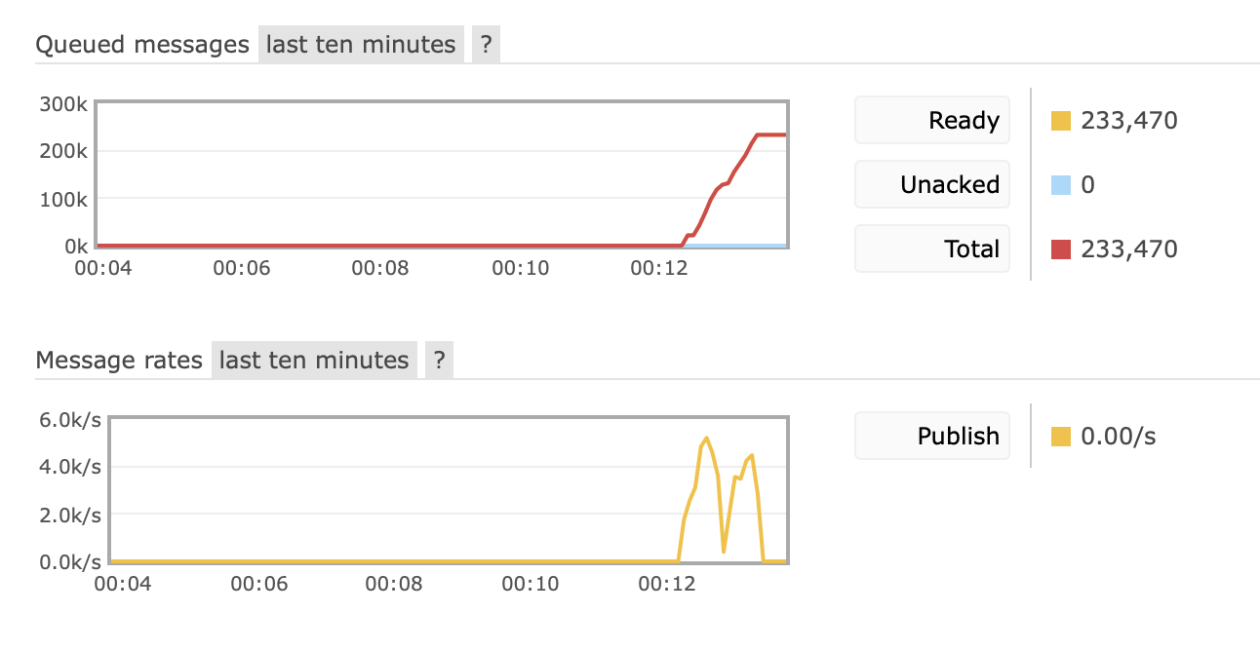 Queued messages last ten minutes ?
300k
200k
100k
0k
00:04 00:06 00:08 00:10 00:12
Ready 233,470
Unacked 0
Total 233,470
Message rates last ten minutes ?
6.0k/s
4.0k/s
2.0k/s
0.0k/s
00:04 00:06 00:08 00:10 00:12
Publish 0.00/s